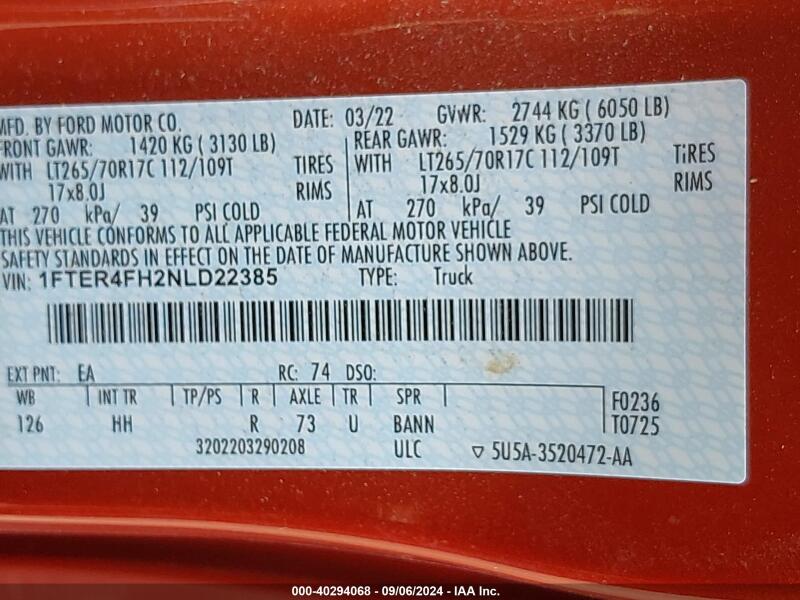 MFD. BY FORD MOTOR CO. DATE: 03/22 GVWR: 2744 KG ( 6050 LB)
FRONT GAWR: 1420 KG ( 3130 LB) REAR GAWR: 1529 KG ( 3370 LB)
WITH LT265/70R17C 112/109T TIRES WITH LT265/70R17C 112/109T TIRES
17x8.0J RIMS 17x8.0J RIMS
AT 270 kPa/ 39 PSI COLD AT 270 kPa/ 39 PSI COLD
THIS VEHICLE CONFORMS TO ALL APPLICABLE FEDERAL MOTOR VEHICLE
SAFETY STANDARDS IN EFFECT ON THE DATE OF MANUFACTURE SHOWN ABOVE.
VIN: 1FTER4FH2NLD22385 TYPE: Truck
EXT PNT: EA RC: 74 DSO:
WB INT TR TP/PS R AXLE TR SPR F0236
126 HH R 73 U BANN T0725
3202203290208 ULC ▽ 5U5A-3520472-AA
000-40294068 - 09/06/2024 - IAA Inc.